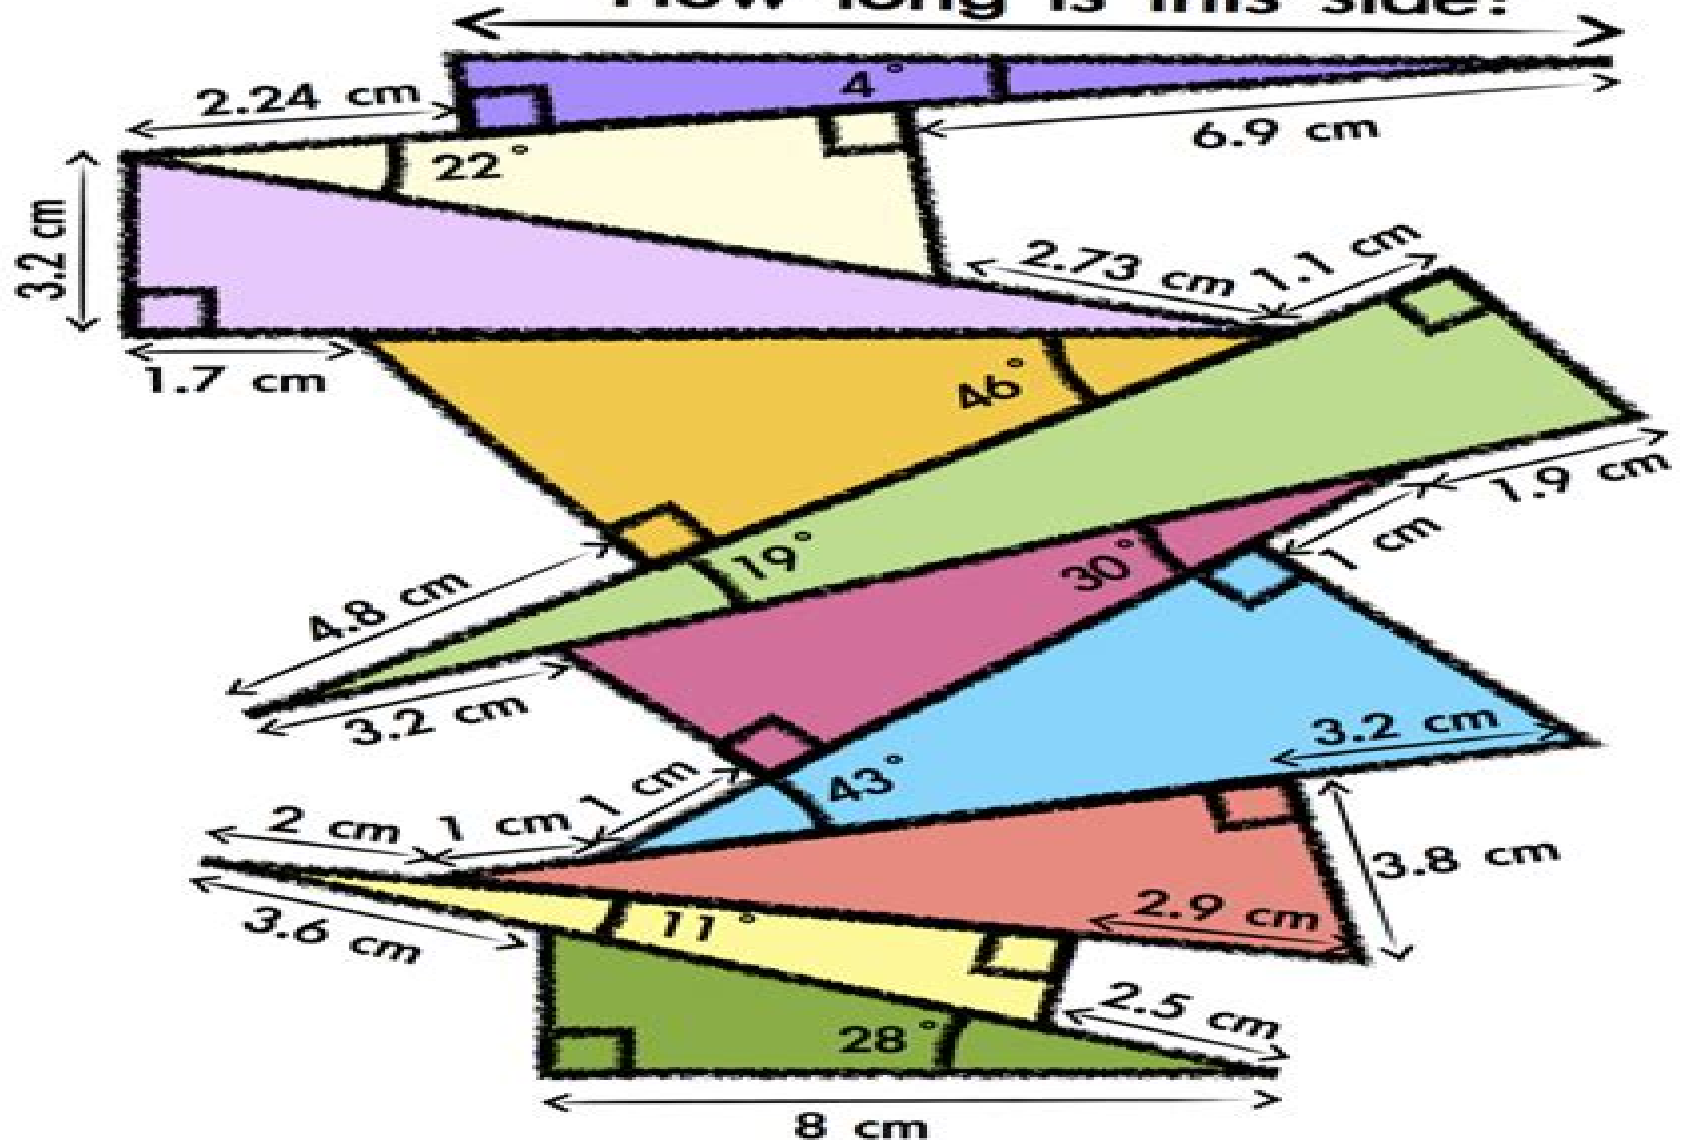 How long is this side?
4°
2.24 cm
6.9 cm
22°
3.2 cm
2.73 cm
1.1 cm
1.7 cm
46°
1.9 cm
19°
30°
1 cm
4.8 cm
3.2 cm
3.2 cm
43°
1 cm
2 cm
1 cm
3.8 cm
2.9 cm
11°
3.6 cm
2.5 cm
28°
8 cm